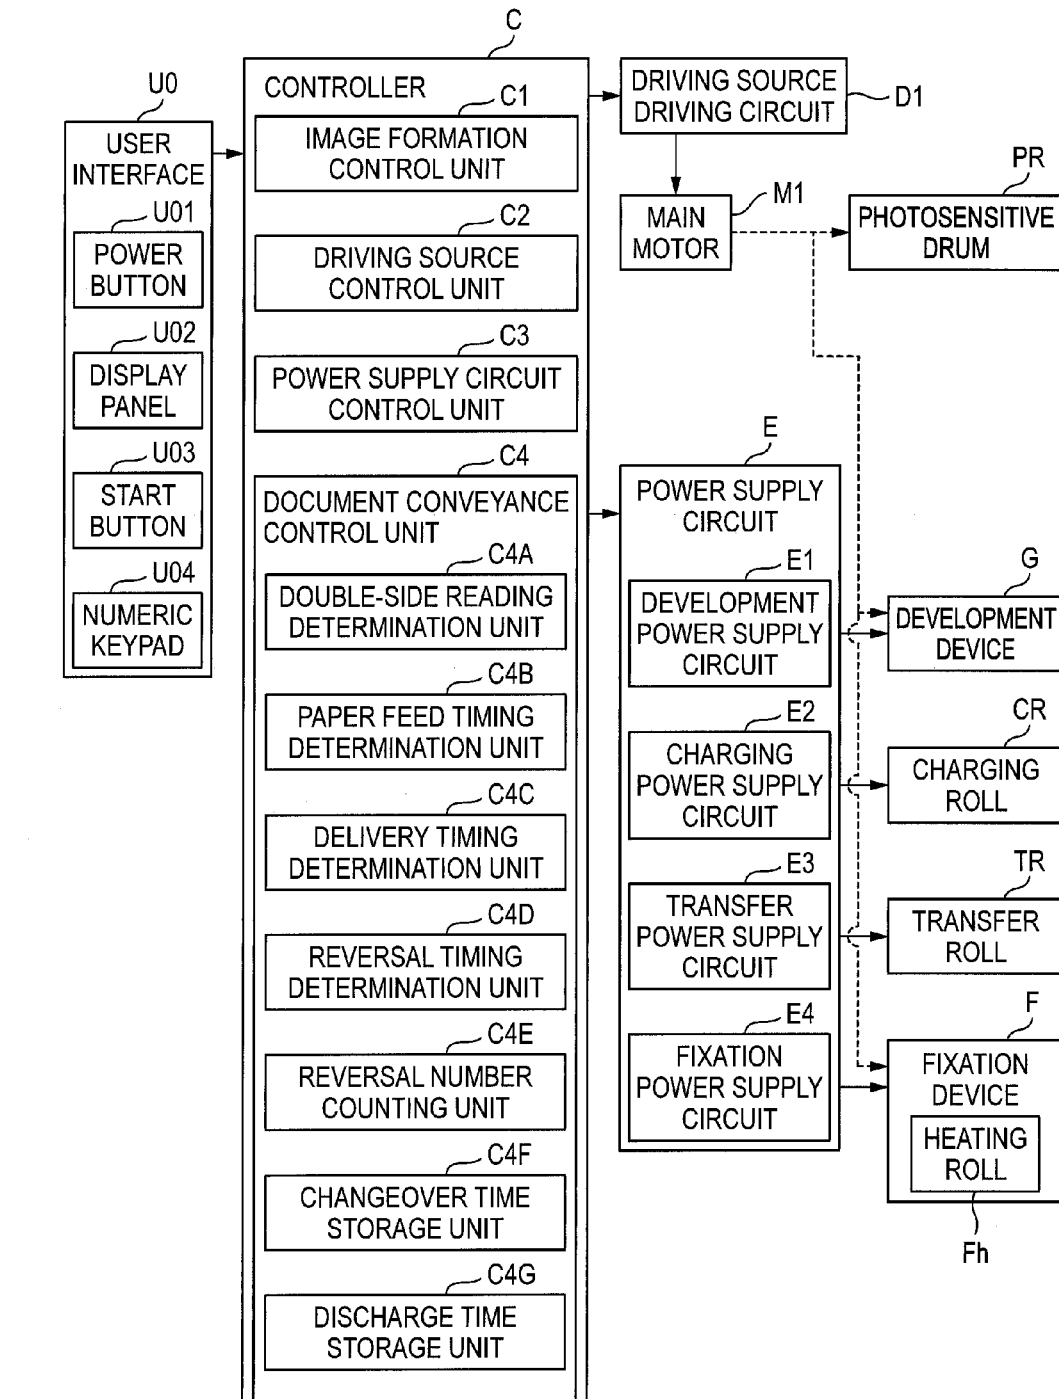 U0
USER
INTERFACE
U01
POWER
BUTTON
U02
DISPLAY
PANEL
U03
START
BUTTON
U04
NUMERIC
KEYPAD
C
CONTROLLER
C1
IMAGE FORMATION
CONTROL UNIT
C2
DRIVING SOURCE
CONTROL UNIT
C3
POWER SUPPLY CIRCUIT
CONTROL UNIT
C4
DOCUMENT CONVEYANCE
CONTROL UNIT
C4A
DOUBLE-SIDE READING
DETERMINATION UNIT
C4B
PAPER FEED TIMING
DETERMINATION UNIT
C4C
DELIVERY TIMING
DETERMINATION UNIT
C4D
REVERSAL TIMING
DETERMINATION UNIT
C4E
REVERSAL NUMBER
COUNTING UNIT
C4F
CHANGEOVER TIME
STORAGE UNIT
C4G
DISCHARGE TIME
STORAGE UNIT
DRIVING SOURCE
DRIVING CIRCUIT
D1
MAIN
MOTOR
M1
PR
PHOTOSENSITIVE
DRUM
E
POWER SUPPLY
CIRCUIT
E1
DEVELOPMENT
POWER SUPPLY
CIRCUIT
E2
CHARGING
POWER SUPPLY
CIRCUIT
E3
TRANSFER
POWER SUPPLY
CIRCUIT
E4
FIXATION
POWER SUPPLY
CIRCUIT
G
DEVELOPMENT
DEVICE
CR
CHARGING
ROLL
TR
TRANSFER
ROLL
F
FIXATION
DEVICE
HEATING
ROLL
Fh